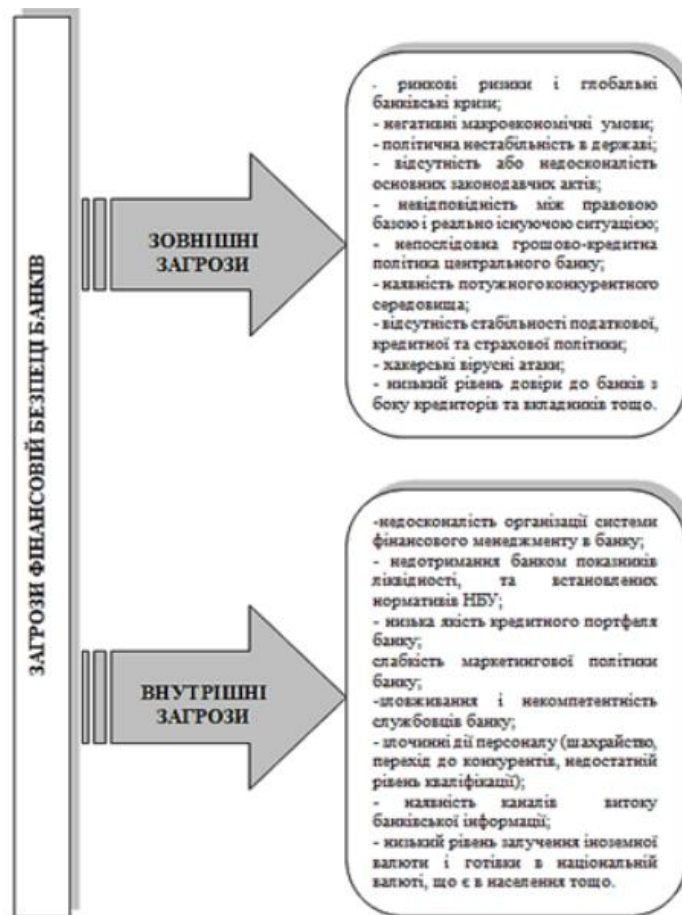 ЗАГРОЗИ ФІНАНСОВІЙ БЕЗПЕЦІ БАНКІВ
ЗОВНІШНІ
ЗАГРОЗИ
- ринкові ризики і глобальні
банківські кризи;
- негативні макроекономічні умови;
- політична нестабільність в державі;
- відсутність або недосконалість
основних законодавчих актів;
- невідповідність між правовою
базою і реально існуючою ситуацією;
- непослідовна грошово-кредитна
політика центрального банку;
- наявність потужного конкурентного
середовища;
- відсутність стабільності податкової,
кредитної та страхової політики;
- хакерські вірусні атаки;
- низький рівень довіри до банків з
боку кредиторів та вкладників тощо.
ВНУТРІШНІ
ЗАГРОЗИ
-недосконалість організації системи
фінансового менеджменту в банку;
- недотримання банком показників
ліквідності, та встановлених
нормативів НБУ;
- низька якість кредитного портфеля
банку;
слабкість маркетингової політики
банку;
-зловживання і некомпетентність
службовців банку;
- злочинні дії персоналу (шахрайство,
перехід до конкурентів, недостатній
рівень кваліфікації);
- наявність каналів витоку
банківської інформації;
- низький рівень залучення іноземної
валюти і готівки в національній
валюті, що є в населення тощо.